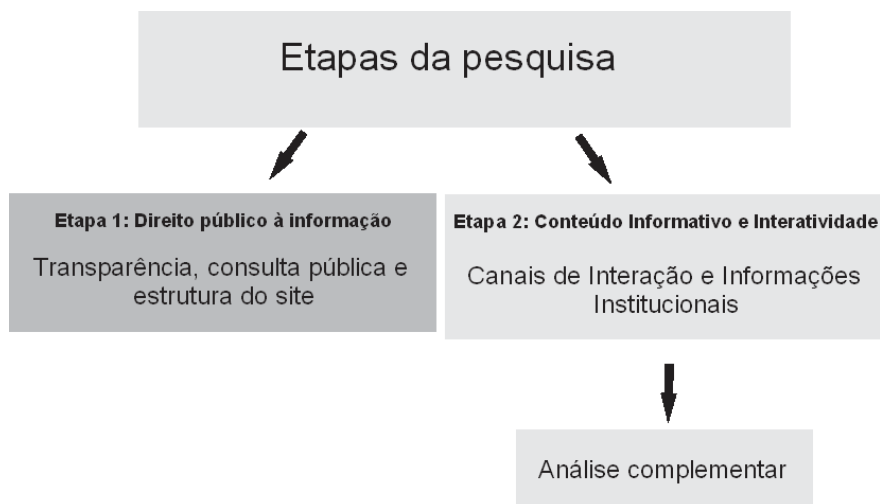 Etapas da pesquisa
Etapa 1: Direito público à informação
Transparência, consulta pública e
estrutura do site
Etapa 2: Conteúdo Informativo e Interatividade
Canais de Interação e Informações
Institucionais
Análise complementar